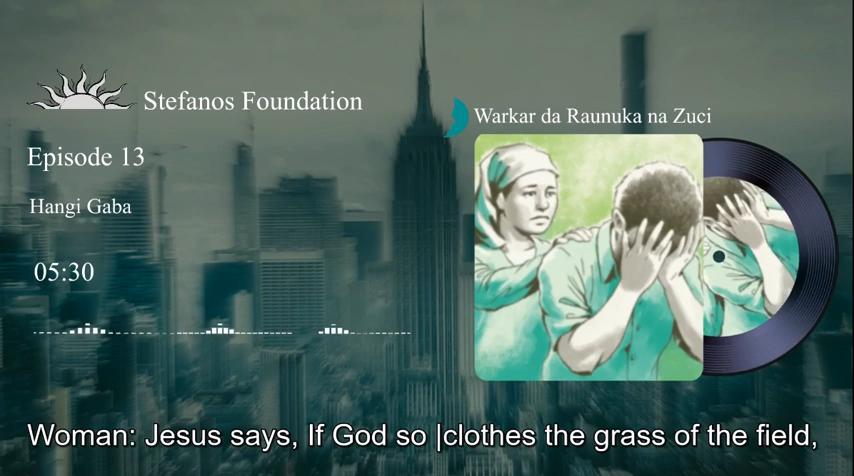 Stefanos Foundation
Warkar da Raunuka na Zuci
Episode 13
Hangi Gaba
05:30
Woman: Jesus says, If God so |clothes the grass of the field,